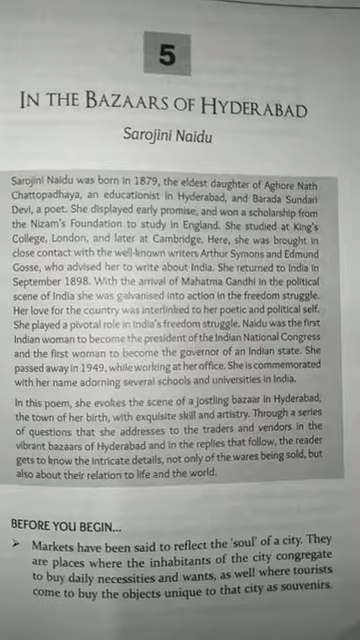 5
IN THE BAZAARS OF HYDERABAD
Sarojini Naidu
Sarojini Naidu was born in 1879, the eldest daughter of Aghore Nath
Chattopadhaya, an educationist in Hyderabad, and Barada Sundari
Devi, a poet. She displayed early promise, and won a scholarship from
the Nizam's Foundation to study in England. She studied at King's
College, London, and later at Cambridge. Here, she was brought in
close contact with the well-known writers Arthur Symons and Edmund
Gosse, who advised her to write about India. She returned to India in
September 1898. With the arrival of Mahatma Gandhi in the political
scene of India she was galvanised into action in the freedom struggle.
Her love for the country was interlinked to her poetic and political self.
She played a pivotal role in India's freedom struggle. Naidu was the first
Indian woman to become the president of the Indian National Congress
and the first woman to become the governor of an Indian state. She
passed away in 1949, while working at her office. She is commemorated
with her name adorning several schools and universities in India.
In this poem, she evokes the scene of a jostling bazaar in Hyderabad,
the town of her birth, with exquisite skill and artistry. Through a series
of questions that she addresses to the traders and vendors in the
vibrant bazaars of Hyderabad and in the replies that follow, the reader
gets to know the intricate details, not only of the wares being sold, but
also about their relation to life and the world.
BEFORE YOU BEGIN...
➢ Markets have been said to reflect the 'soul' of a city. They
are places where the inhabitants of the city congregate
to buy daily necessities and wants, as well where tourists
come to buy the objects unique to that city as souvenirs.